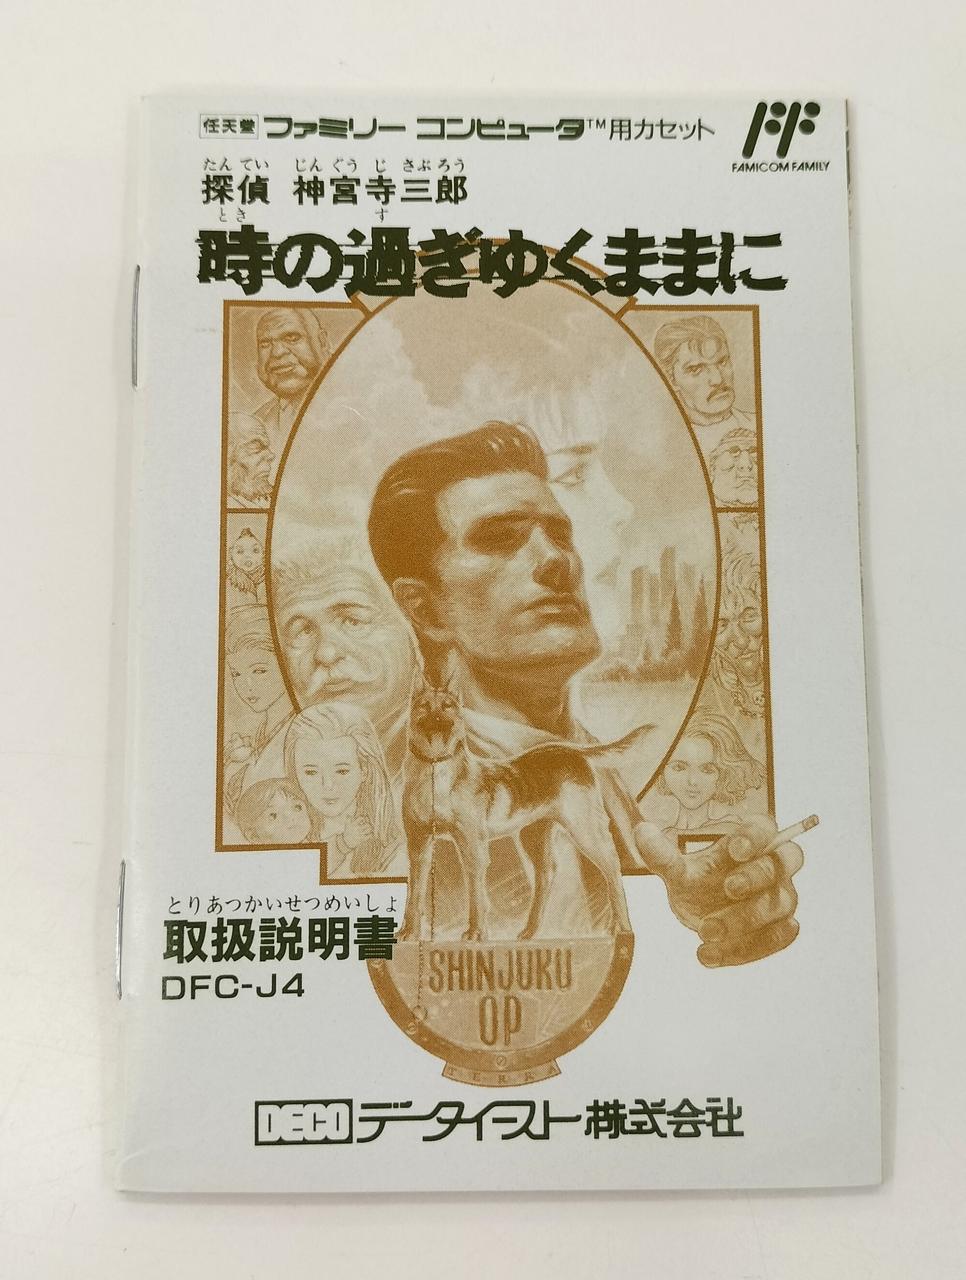 任天堂 ファミリー コンピュータ™用カセット
FAMICOM FAMILY
たんてい じんぐうじ さぶろう
探偵 神宮寺三郎
とき す
時の過ぎゆくままに
とりあつかいせつめいしょ
取扱説明書
DFC-J4
SHINJUKU
OP
TERRA
DECO データイースト株式会社